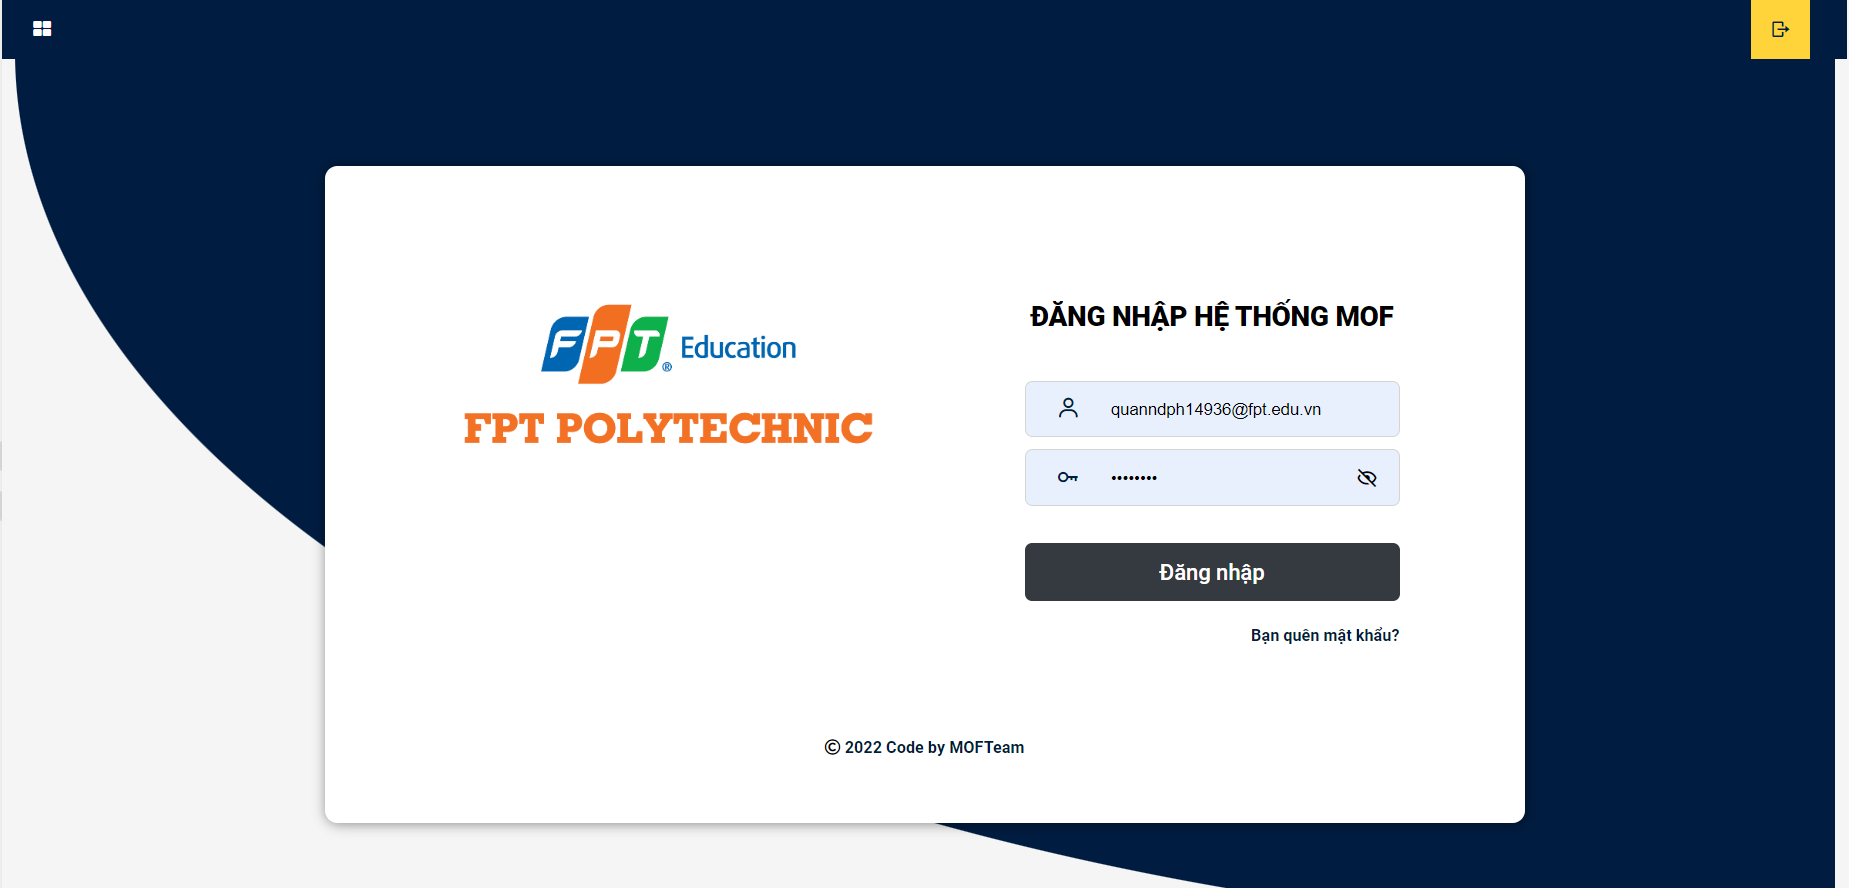 FPT® Education
FPT POLYTECHNIC
ĐĂNG NHẬP HỆ THỐNG MOF
quanndph14936@fpt.edu.vn
••••••••
Đăng nhập
Bạn quên mật khẩu?
© 2022 Code by MOFTeam